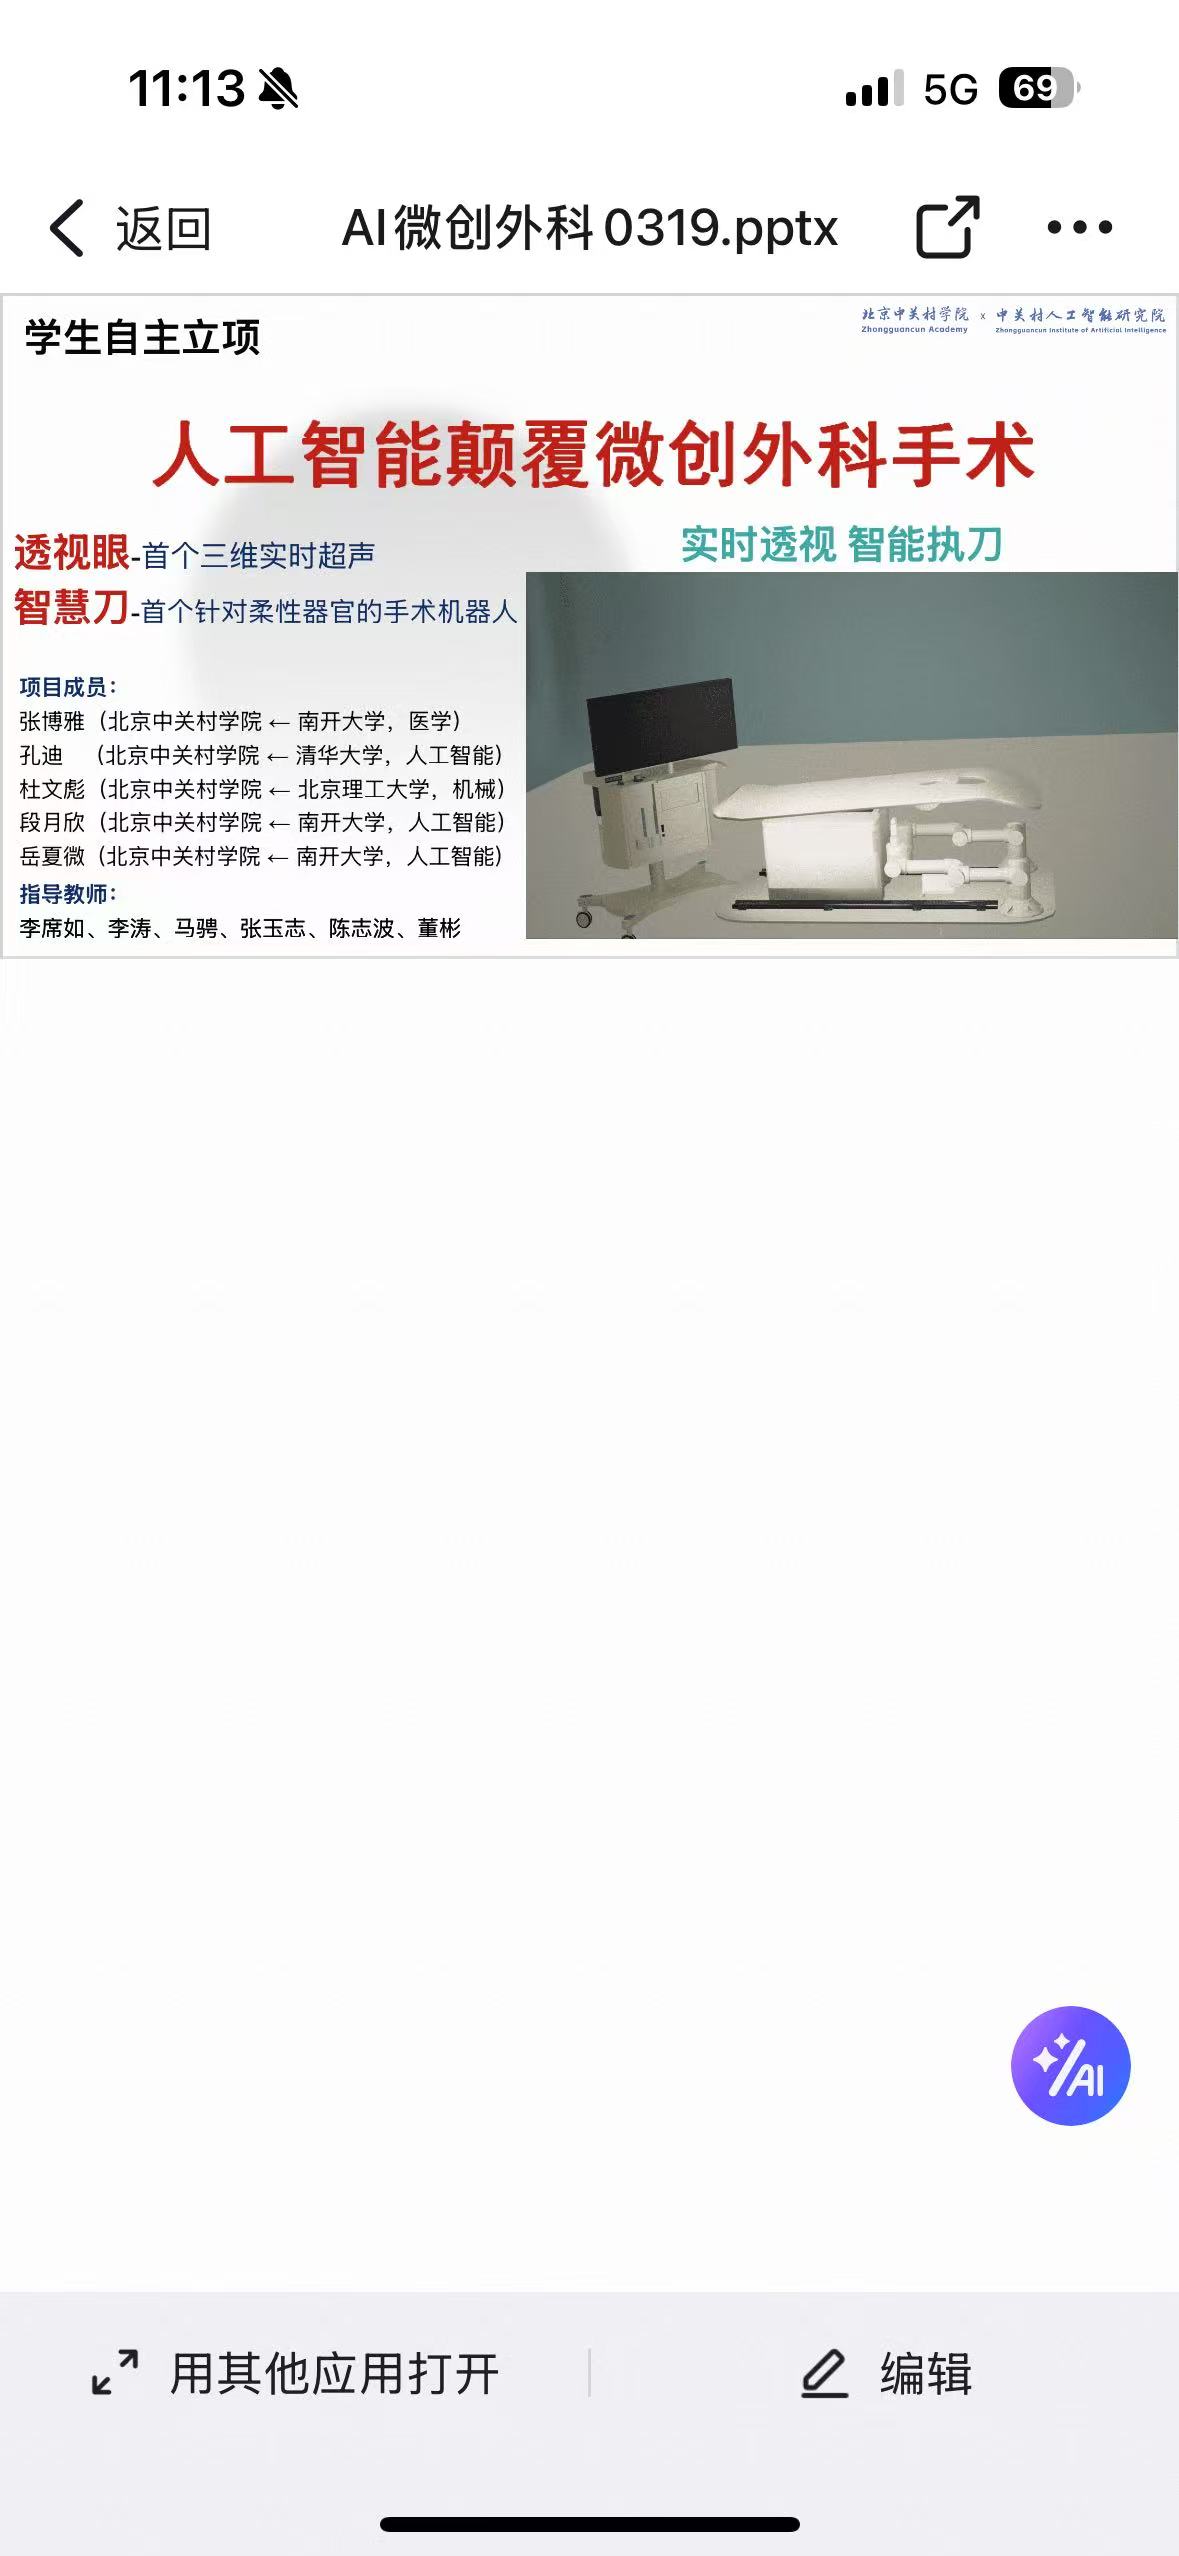 11:13
5G 69
返回
AI微创外科0319.pptx
学生自主立项
北京中关村学院 x 中关村人工智能研究院
Zhongguancun Academy Zhongguancun Institute of Artificial Intelligence
人工智能颠覆微创外科手术
透视眼-首个三维实时超声
智慧刀-首个针对柔性器官的手术机器人
实时透视 智能执刀
项目成员：
张博雅（北京中关村学院 ← 南开大学，医学）
孔迪 （北京中关村学院 ← 清华大学，人工智能）
杜文彪（北京中关村学院 ← 北京理工大学，机械）
段月欣（北京中关村学院 ← 南开大学，人工智能）
岳夏微（北京中关村学院 ← 南开大学，人工智能）
指导教师：
李席如、李涛、马骋、张玉志、陈志波、董彬
AI
用其他应用打开
编辑